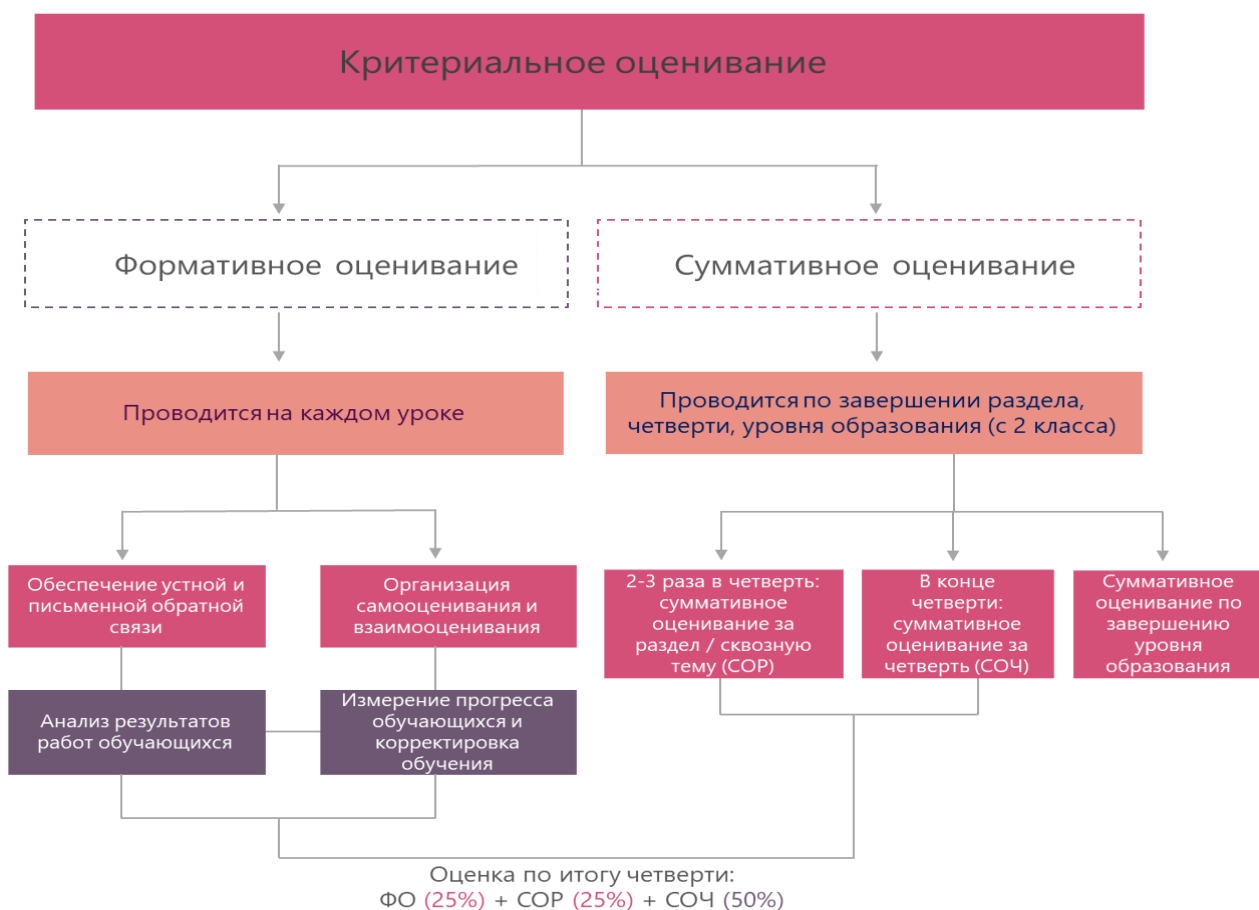 Критериальное оценивание
Формативное оценивание
Суммативное оценивание
Проводится на каждом уроке
Проводится по завершении раздела,
четверти, уровня образования (с 2 класса)
Обеспечение устной и
письменной обратной
связи
Организация
самооценивания и
взаимооценивания
2-3 раза в четверть:
суммативное
оценивание за
раздел / сквозную
тему (СОР)
В конце
четверти:
суммативное
оценивание за
четверть (СОЧ)
Суммативное
оценивание по
завершению
уровня
образования
Анализ результатов
работ обучающихся
Измерение прогресса
обучающихся и
корректировка
обучения
Оценка по итогу четверти:
ФО (25%) + СОР (25%) + СОЧ (50%)